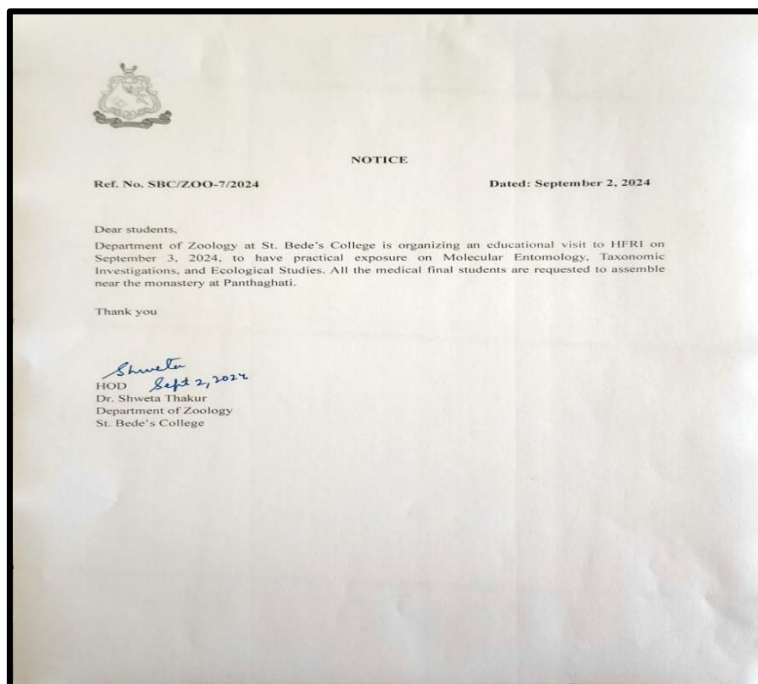 NOTICE
Ref. No. SBC/ZOO-7/2024 Dated: September 2, 2024
Dear students,
Department of Zoology at St. Bede's College is organizing an educational visit to HFRI on
September 3, 2024, to have practical exposure on Molecular Entomology, Taxonomic
Investigations, and Ecological Studies. All the medical final students are requested to assemble
near the monastery at Panthaghati.
Thank you
Shweta
HOD Sept 2, 2024
Dr. Shweta Thakur
Department of Zoology
St. Bede's College